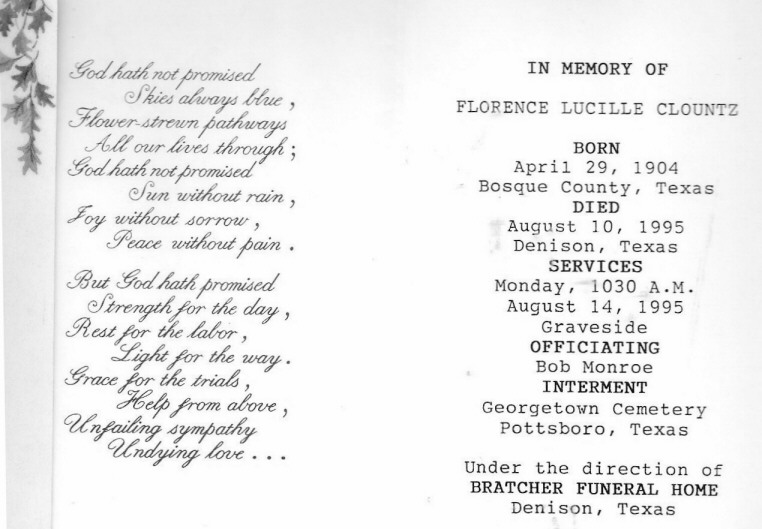 God hath not promised
Skies always blue,
Flower-strewn pathways
All our lives through;
God hath not promised
Sun without rain,
Joy without sorrow,
Peace without pain.
But God hath promised
Strength for the day,
Rest for the labor,
Light for the way.
Grace for the trials,
Help from above,
Unfailing sympathy
Undying love...
IN MEMORY OF
FLORENCE LUCILLE CLOUNTZ
BORN
April 29, 1904
Bosque County, Texas
DIED
August 10, 1995
Denison, Texas
SERVICES
Monday, 1030 A.M.
August 14, 1995
Graveside
OFFICIATING
Bob Monroe
INTERMENT
Georgetown Cemetery
Pottsboro, Texas
Under the direction of
BRATCHER FUNERAL HOME
Denison, Texas